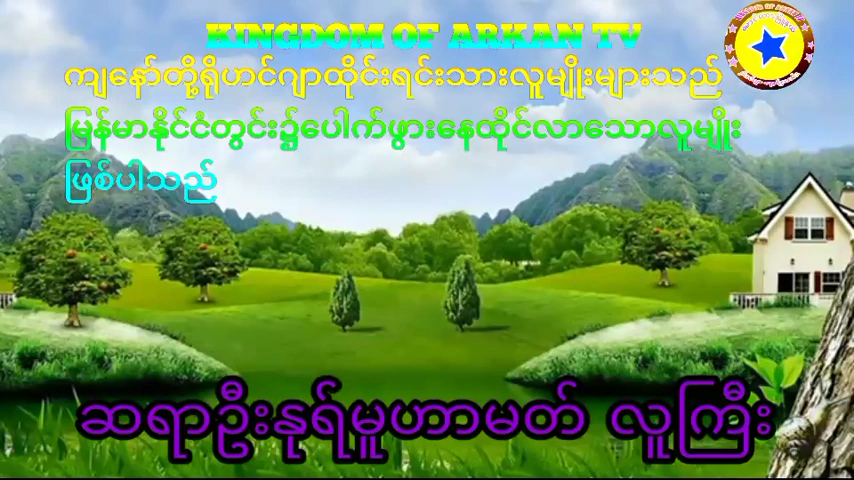 KINGDOM OF ARKAN TV
ကျနော်တို့ရိုဟင်ဂျာထိုင်းရင်းသားလူမျိုးများသည်
မြန်မာနိုင်ငံတွင်း၌ပေါက်ဖွားနေထိုင်လာသောလူမျိုး
ဖြစ်ပါသည်
ဆရာဦးနုရ်မူဟာမတ် လူကြီး